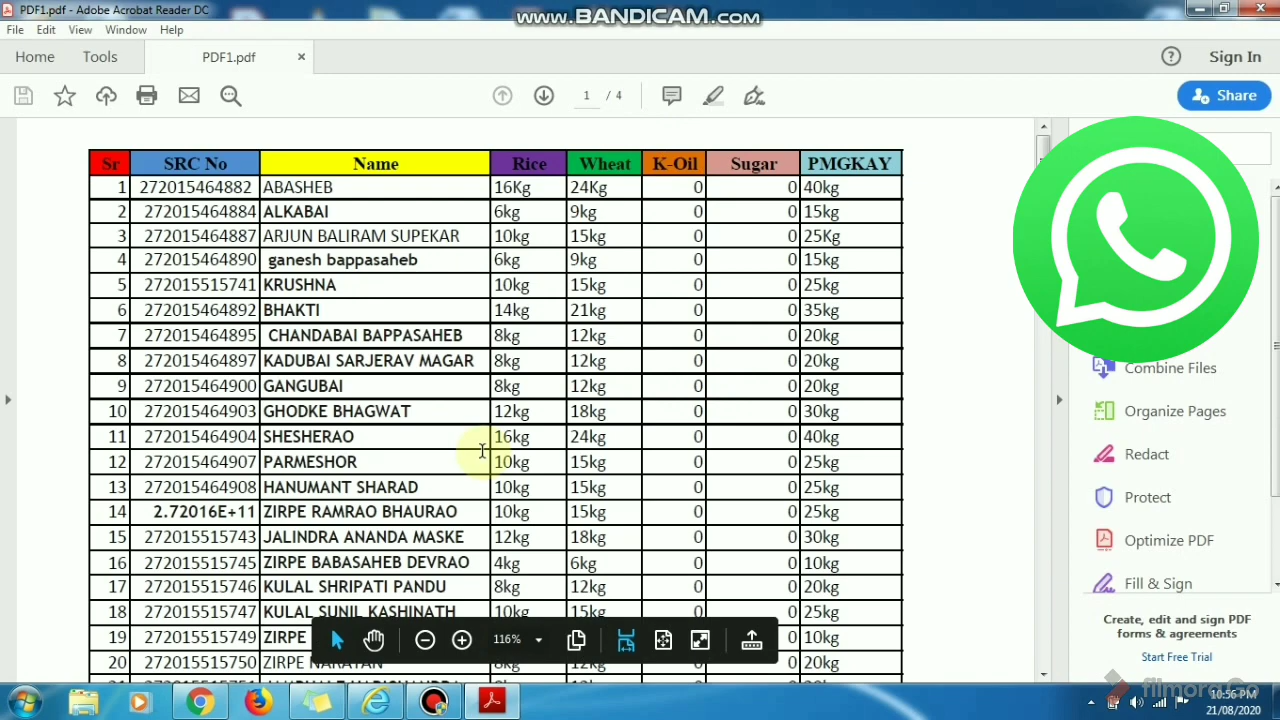 PDF1.pdf - Adobe Acrobat Reader DC
www.BANDICAM.com
File Edit View Window Help
Home Tools PDF1.pdf × Sign In
1 / 4 Share
Sr SRC No Name Rice Wheat K-Oil Sugar PMGKAY
1 272015464882 ABASHEB 16Kg 24Kg 0 0 40kg
2 272015464884 ALKABAI 6kg 9kg 0 0 15kg
3 272015464887 ARJUN BALIRAM SUPEKAR 10kg 15kg 0 0 25Kg
4 272015464890 ganesh bappasaheb 6kg 9kg 0 0 15kg
5 272015515741 KRUSHNA 10kg 15kg 0 0 25kg
6 272015464892 BHAKTI 14kg 21kg 0 0 35kg
7 272015464895 CHANDABAI BAPPASAHEB 8kg 12kg 0 0 20kg
8 272015464897 KADUBAI SARJERAV MAGAR 8kg 12kg 0 0 20kg
9 272015464900 GANGUBAI 8kg 12kg 0 0 20kg
10 272015464903 GHODKE BHAGWAT 12kg 18kg 0 0 30kg
11 272015464904 SHESHERAO 16kg 24kg 0 0 40kg
12 272015464907 PARMESHOR 10kg 15kg 0 0 25kg
13 272015464908 HANUMANT SHARAD 10kg 15kg 0 0 25kg
14 2.72016E+11 ZIRPE RAMRAO BHAURAO 10kg 15kg 0 0 25kg
15 272015515743 JALINDRA ANANDA MASKE 12kg 18kg 0 0 30kg
16 272015515745 ZIRPE BABASAHEB DEVRAO 4kg 6kg 0 0 10kg
17 272015515746 KULAL SHRIPATI PANDU 8kg 12kg 0 0 20kg
18 272015515747 KULAL SUNIL KASHINATH 10kg 15kg 0 0 25kg
19 272015515749 ZIRPE 0 10kg
20 272015515750 ZIRPE NARAYAN 8kg 12kg 0 0 20kg
116%
Combine Files
Organize Pages
Redact
Protect
Optimize PDF
Fill & Sign
Create, edit and sign PDF
forms & agreements
Start Free Trial
filmora
10:56 PM
21/08/2020